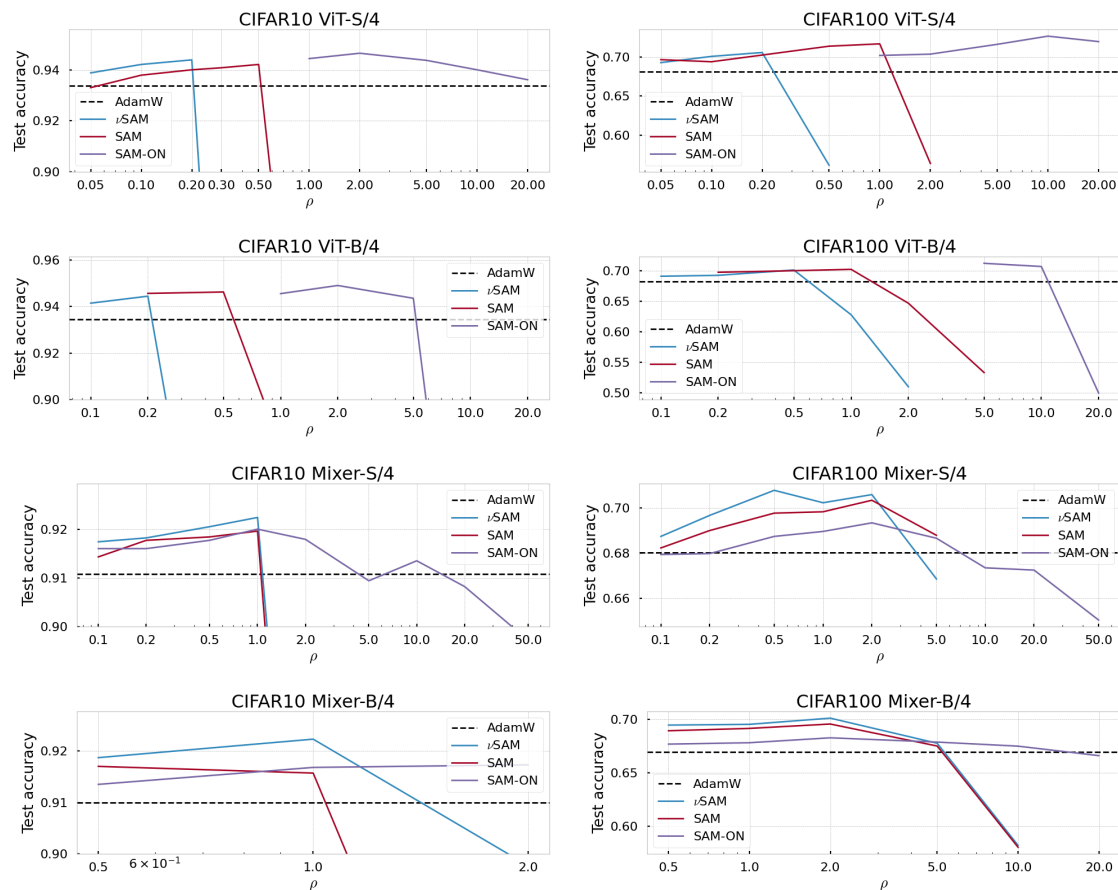 CIFAR10 ViT-S/4
Test accuracy
0.94
0.92
0.90
AdamW
νSAM
SAM
SAM-ON
0.05 0.10 0.20 0.30 0.50 1.00 2.00 5.00 10.00 20.00
ρ
CIFAR100 ViT-S/4
Test accuracy
0.70
0.65
0.60
AdamW
νSAM
SAM
SAM-ON
0.05 0.10 0.20 0.50 1.00 2.00 5.00 10.00 20.00
ρ
CIFAR10 ViT-B/4
Test accuracy
0.96
0.94
0.92
0.90
AdamW
νSAM
SAM
SAM-ON
0.1 0.2 0.5 1.0 2.0 5.0 10.0 20.0
ρ
CIFAR100 ViT-B/4
Test accuracy
0.70
0.65
0.60
0.55
0.50
AdamW
νSAM
SAM
SAM-ON
0.1 0.2 0.5 1.0 2.0 5.0 10.0 20.0
ρ
CIFAR10 Mixer-S/4
Test accuracy
0.92
0.91
0.90
AdamW
νSAM
SAM
SAM-ON
0.1 0.2 0.5 1.0 2.0 5.0 10.0 20.0 50.0
ρ
CIFAR100 Mixer-S/4
Test accuracy
0.70
0.68
0.66
AdamW
νSAM
SAM
SAM-ON
0.1 0.2 0.5 1.0 2.0 5.0 10.0 20.0 50.0
ρ
CIFAR10 Mixer-B/4
Test accuracy
0.92
0.91
0.90
AdamW
νSAM
SAM
SAM-ON
0.5 6 × 10⁻¹ 1.0 2.0
ρ
CIFAR100 Mixer-B/4
Test accuracy
0.70
0.65
0.60
AdamW
νSAM
SAM
SAM-ON
0.5 1.0 2.0 5.0 10.0 20.0
ρ